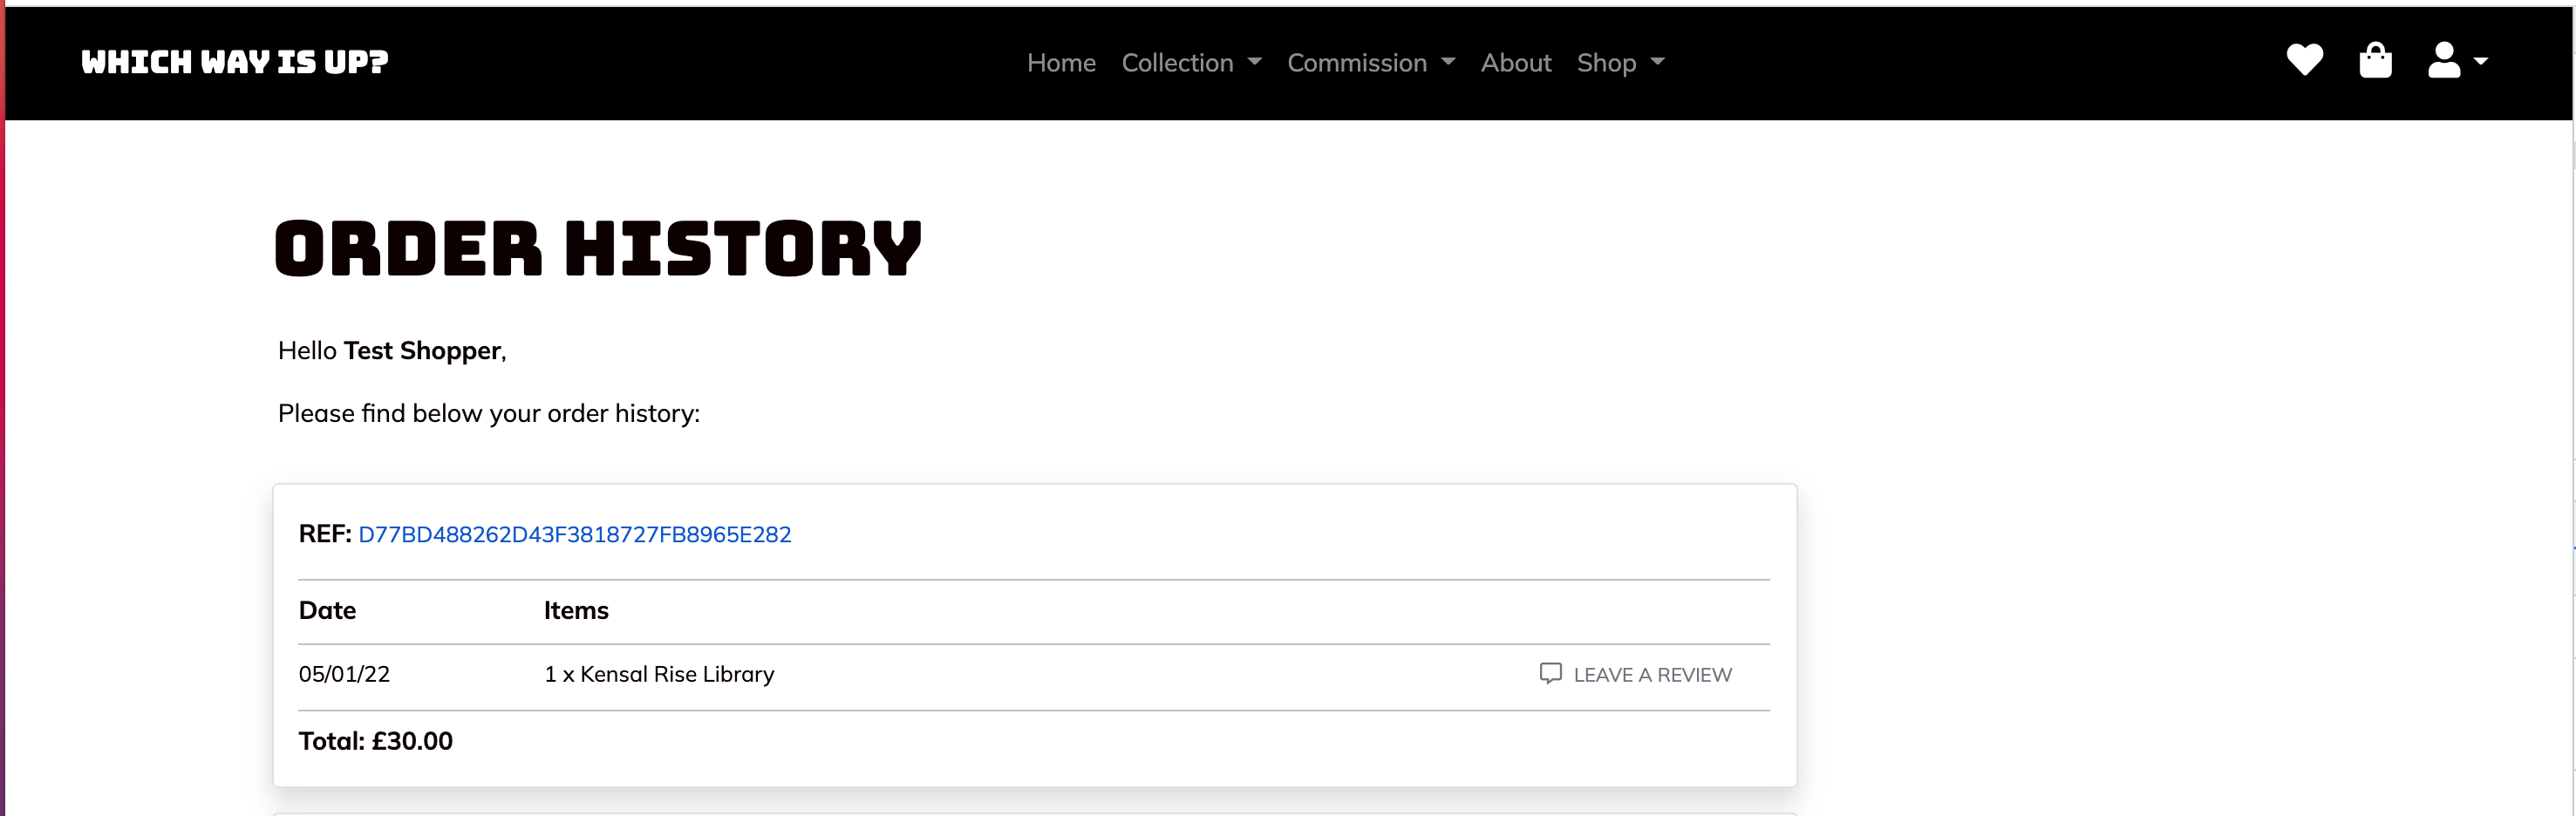 WHICH WAY IS UP?
Home Collection Commission About Shop
ORDER HISTORY
Hello Test Shopper,
Please find below your order history:
REF: D77BD488262D43F3818727FB8965E282
Date Items
05/01/22 1 x Kensal Rise Library LEAVE A REVIEW
Total: £30.00